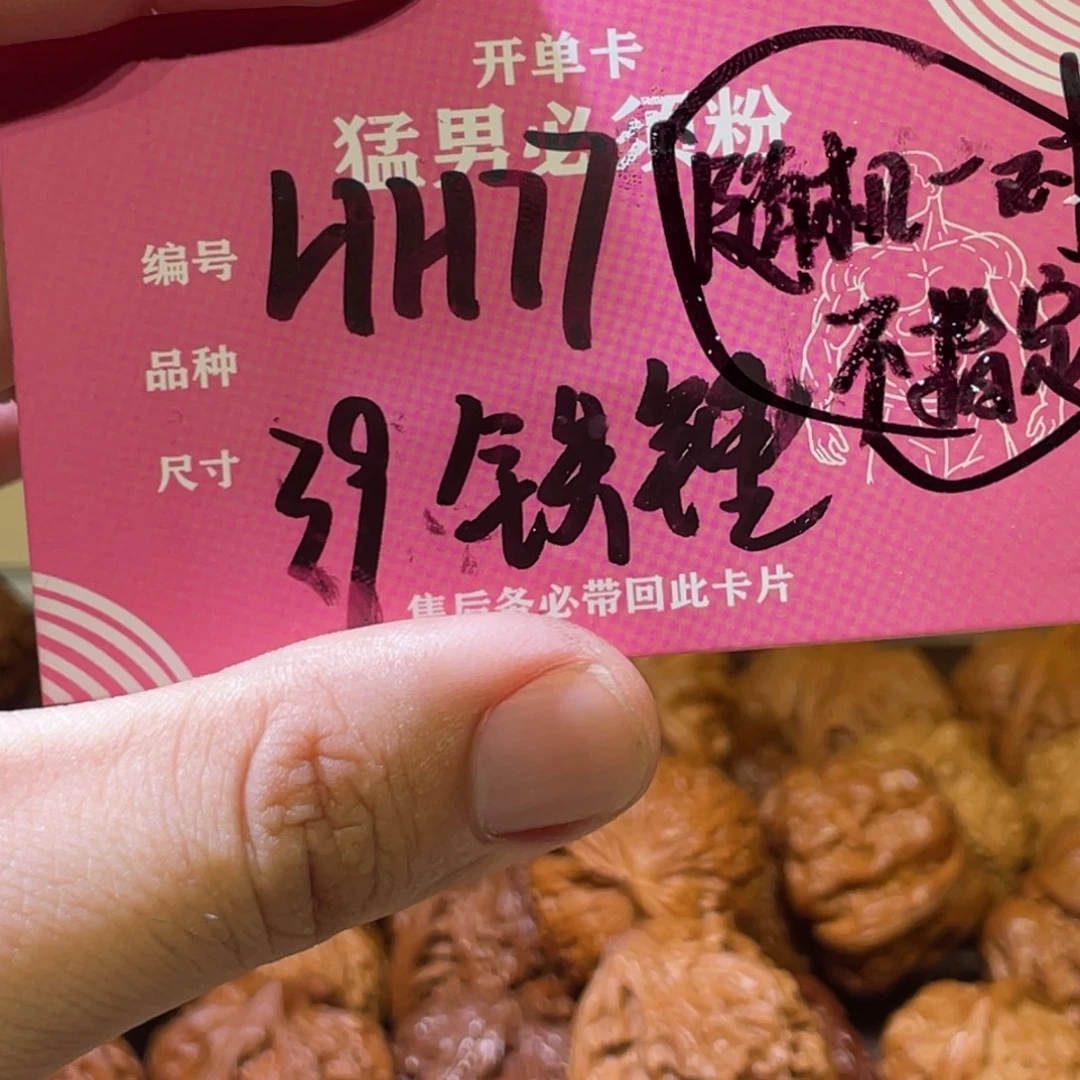 开单卡
猛男必须粉
编号 HH77
随机一对
不指定
品种
尺寸 39 铁锤
售后务必带回此卡片